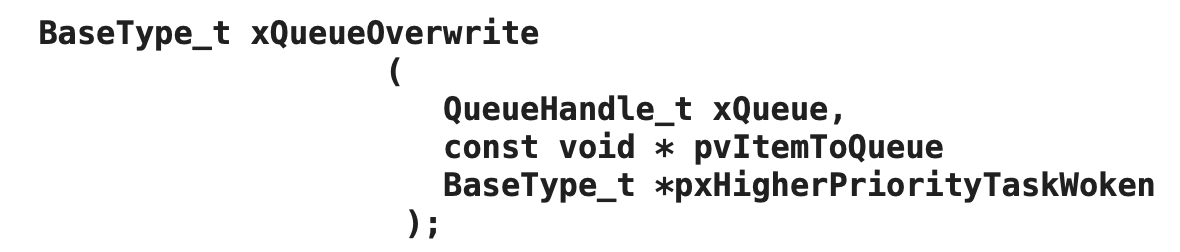 BaseType_t xQueueOverwrite
(
QueueHandle_t xQueue,
const void * pvItemToQueue
BaseType_t *pxHigherPriorityTaskWoken
);